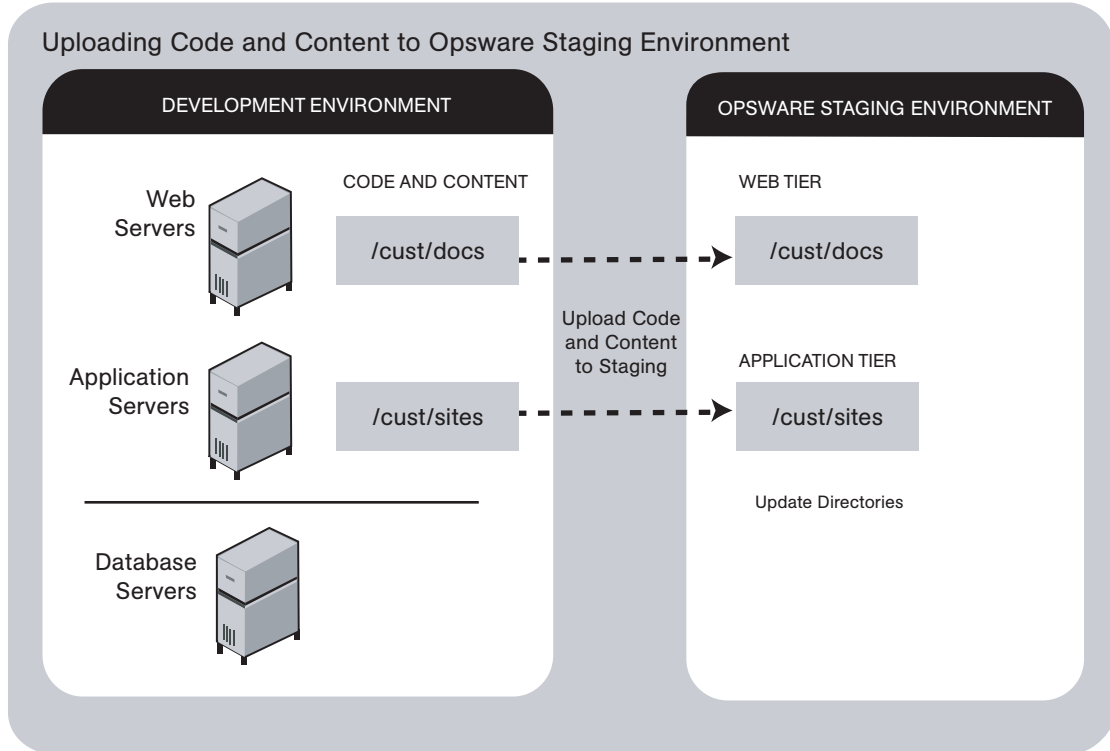 Uploading Code and Content to Opsware Staging Environment
DEVELOPMENT ENVIRONMENT
Web
Servers
CODE AND CONTENT
/cust/docs
Application
Servers
/cust/sites
Database
Servers
Upload Code
and Content
to Staging
OPSWARE STAGING ENVIRONMENT
WEB TIER
/cust/docs
APPLICATION TIER
/cust/sites
Update Directories